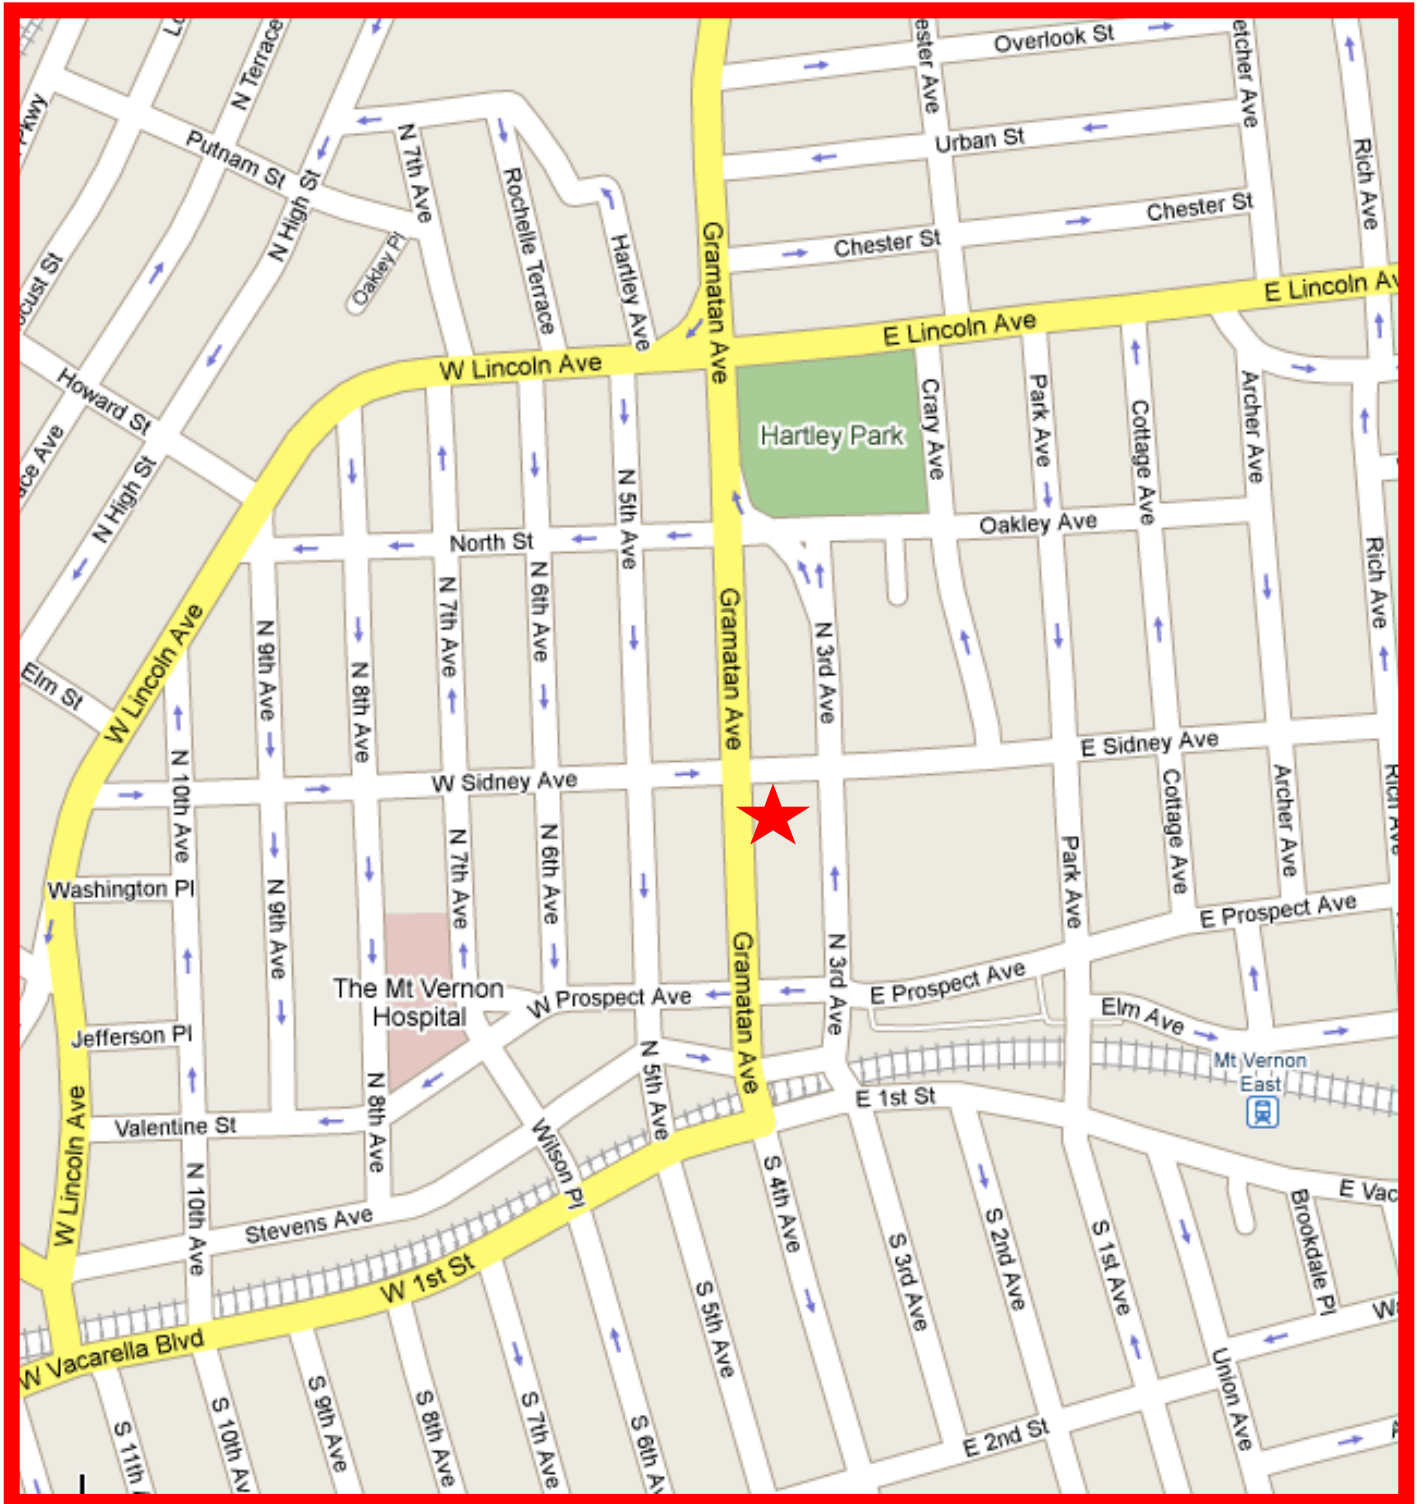 Overlook St
N Terrace
Pkwy
Putnam St
N 7th Ave
Urban St
Rich Ave
N High St
Rochelle Terrace
Chester St
Chester St
Oakley Pl
Hartley Ave
Gramatan Ave
E Lincoln Ave
E Lincoln Av
W Lincoln Ave
Howard St
Hartley Park
Crary Ave
Park Ave
Cottage Ave
Archer Ave
N High St
N 5th Ave
North St
Oakley Ave
N 9th Ave
N 8th Ave
N 7th Ave
N 6th Ave
Gramatan Ave
N 3rd Ave
Rich Ave
Elm St
W Lincoln Ave
N 10th Ave
W Sidney Ave
E Sidney Ave
Washington Pl
N 9th Ave
N 7th Ave
N 6th Ave
Park Ave
Cottage Ave
Archer Ave
Rich Ave
E Prospect Ave
The Mt Vernon
Hospital
W Prospect Ave
Gramatan Ave
N 3rd Ave
E Prospect Ave
Elm Ave
Jefferson Pl
Mt Vernon
East
N 8th Ave
N 5th Ave
E 1st St
Valentine St
Wilson Pl
W Lincoln Ave
N 10th Ave
Stevens Ave
S 4th Ave
S 3rd Ave
S 2nd Ave
S 1st Ave
Brookdale Pl
E Vac
W 1st St
W Vacarella Blvd
S 5th Ave
Union Ave
S 11th
S 10th Av
S 9th Ave
S 8th Ave
S 7th Ave
S 6th Av
E 2nd St